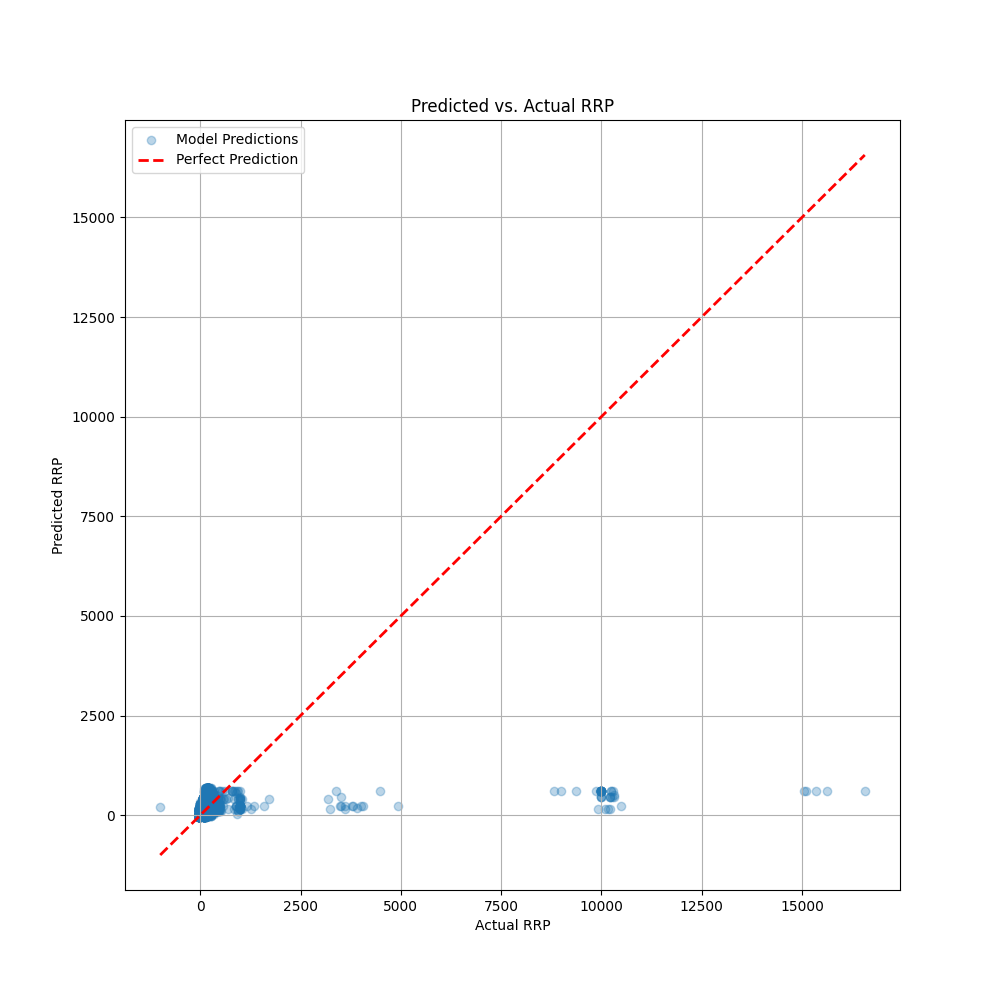 Predicted vs. Actual RRP
Model Predictions
Perfect Prediction
15000
12500
10000
7500
5000
2500
0
Predicted RRP
0 2500 5000 7500 10000 12500 15000
Actual RRP